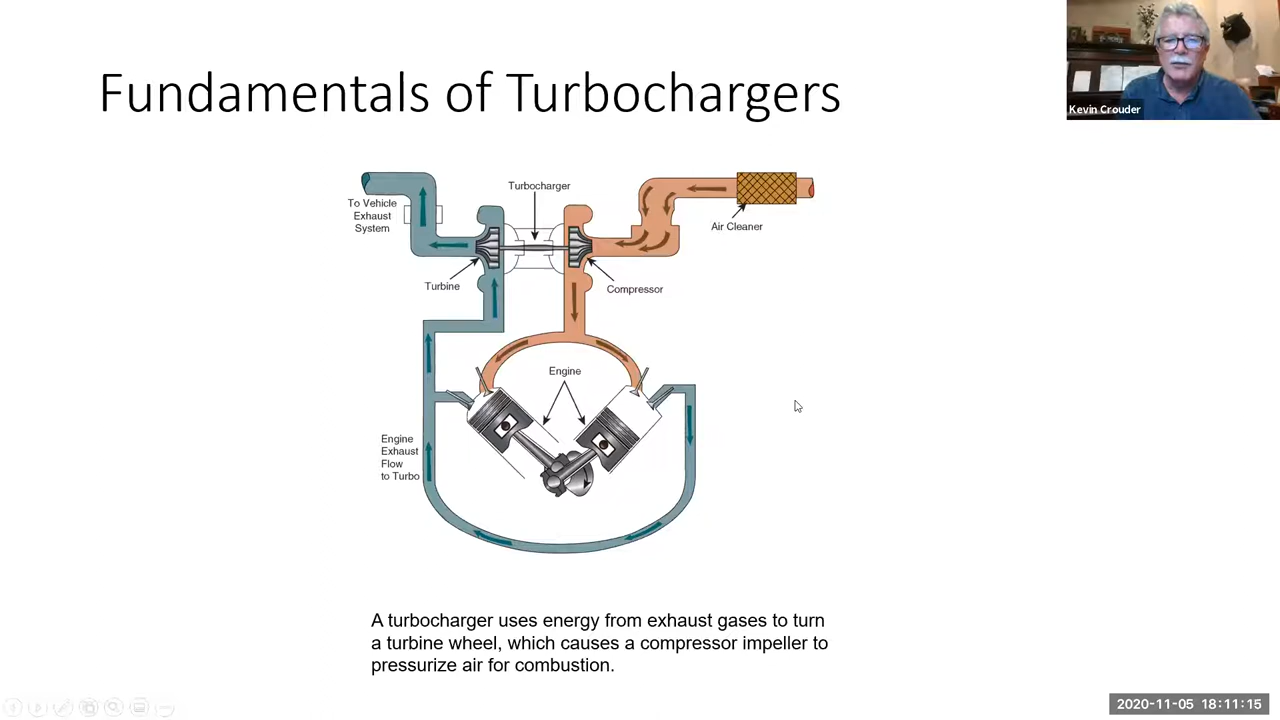 Fundamentals of Turbochargers
Kevin Crouder
To Vehicle
Exhaust
System
Turbocharger
Air Cleaner
Turbine
Compressor
Engine
Engine
Exhaust
Flow
to Turbo
A turbocharger uses energy from exhaust gases to turn
a turbine wheel, which causes a compressor impeller to
pressurize air for combustion.
2020-11-05 18:11:15